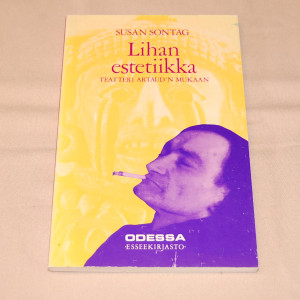 SUSAN SONTAG
Lihan
estetiikka
TEATTERI ARTAUD'N MUKAAN
ODESSA
ESSEEKIRJASTO